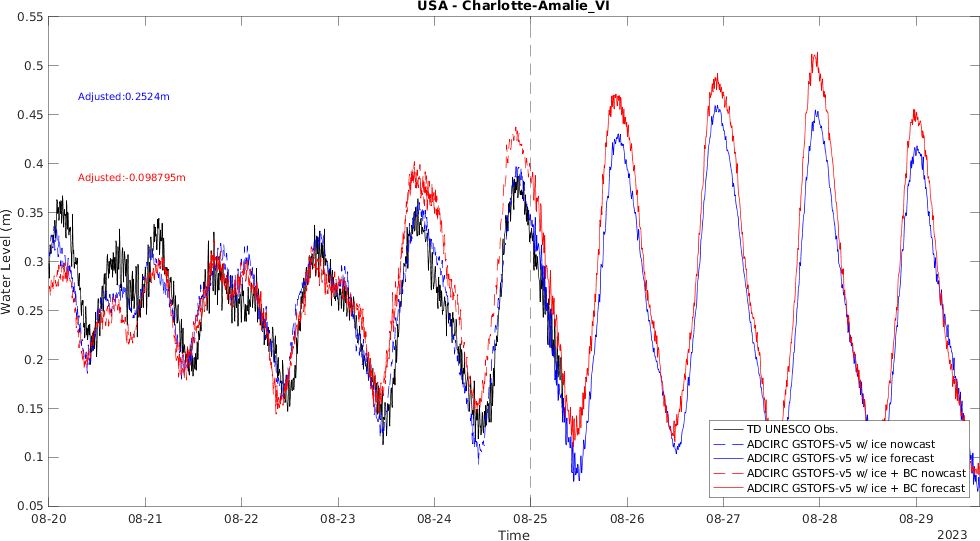 USA - Charlotte-Amalie_VI
0.55
0.5
0.45
0.4
0.35
0.3
0.25
0.2
0.15
0.1
0.05
Water Level (m)
Adjusted:0.2524m
Adjusted:-0.098795m
TD UNESCO Obs.
ADCIRC GSTOFS-v5 w/ ice nowcast
ADCIRC GSTOFS-v5 w/ ice forecast
ADCIRC GSTOFS-v5 w/ ice + BC nowcast
ADCIRC GSTOFS-v5 w/ ice + BC forecast
08-20 08-21 08-22 08-23 08-24 08-25 08-26 08-27 08-28 08-29
Time
2023